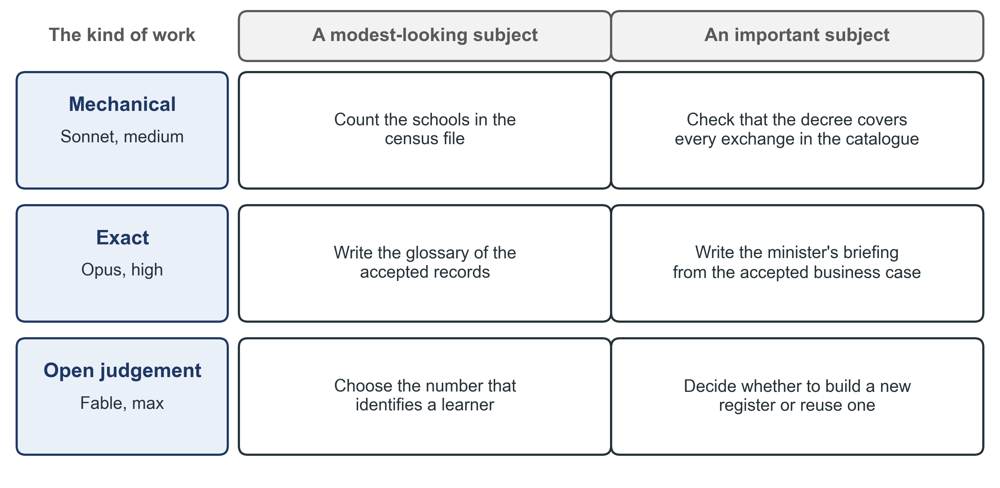 The kind of work
A modest-looking subject
An important subject
Mechanical
Sonnet, medium
Count the schools in the
census file
Check that the decree covers
every exchange in the catalogue
Exact
Opus, high
Write the glossary of the
accepted records
Write the minister's briefing
from the accepted business case
Open judgement
Fable, max
Choose the number that
identifies a learner
Decide whether to build a new
register or reuse one